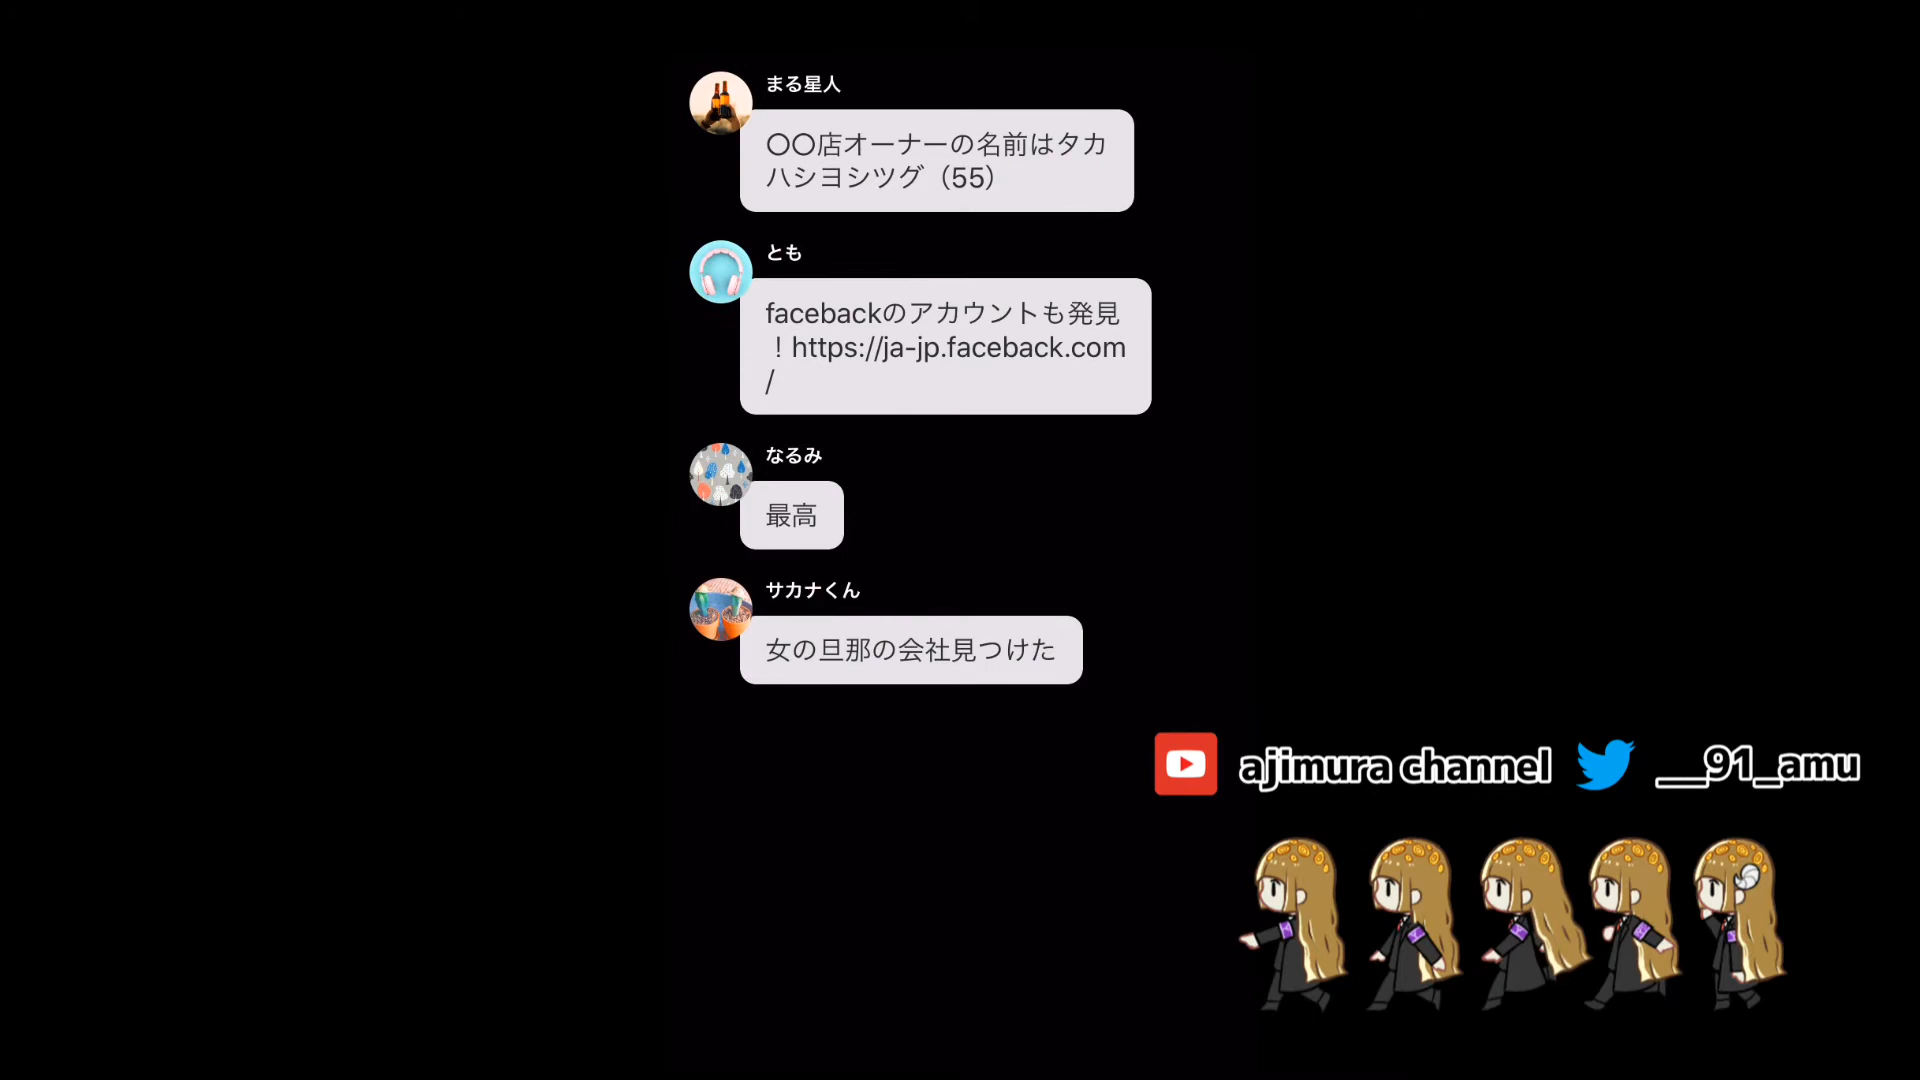 まる星人
〇〇店オーナーの名前はタカ
ハシヨシツグ（55）
とも
facebackのアカウントも発見
！https://ja-jp.faceback.com
/
なるみ
最高
サカナくん
女の旦那の会社見つけた
ajimura channel
__91_amu